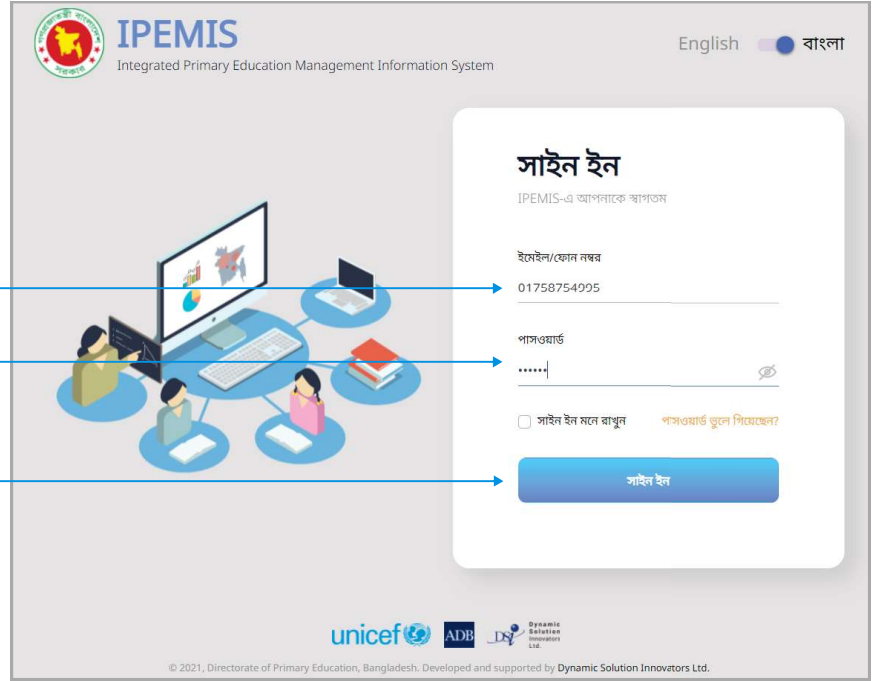 IPEMIS
Integrated Primary Education Management Information System
English বাংলা
সাইন ইন
IPEMIS-এ আপনাকে স্বাগতম
ইমেইল/ফোন নম্বর
01758754995
পাসওয়ার্ড
••••••
সাইন ইন মনে রাখুন পাসওয়ার্ড ভুলে গিয়েছেন?
সাইন ইন
unicef ADB DSi Dynamic Solution Innovators Ltd.
© 2021, Directorate of Primary Education, Bangladesh. Developed and supported by Dynamic Solution Innovators Ltd.